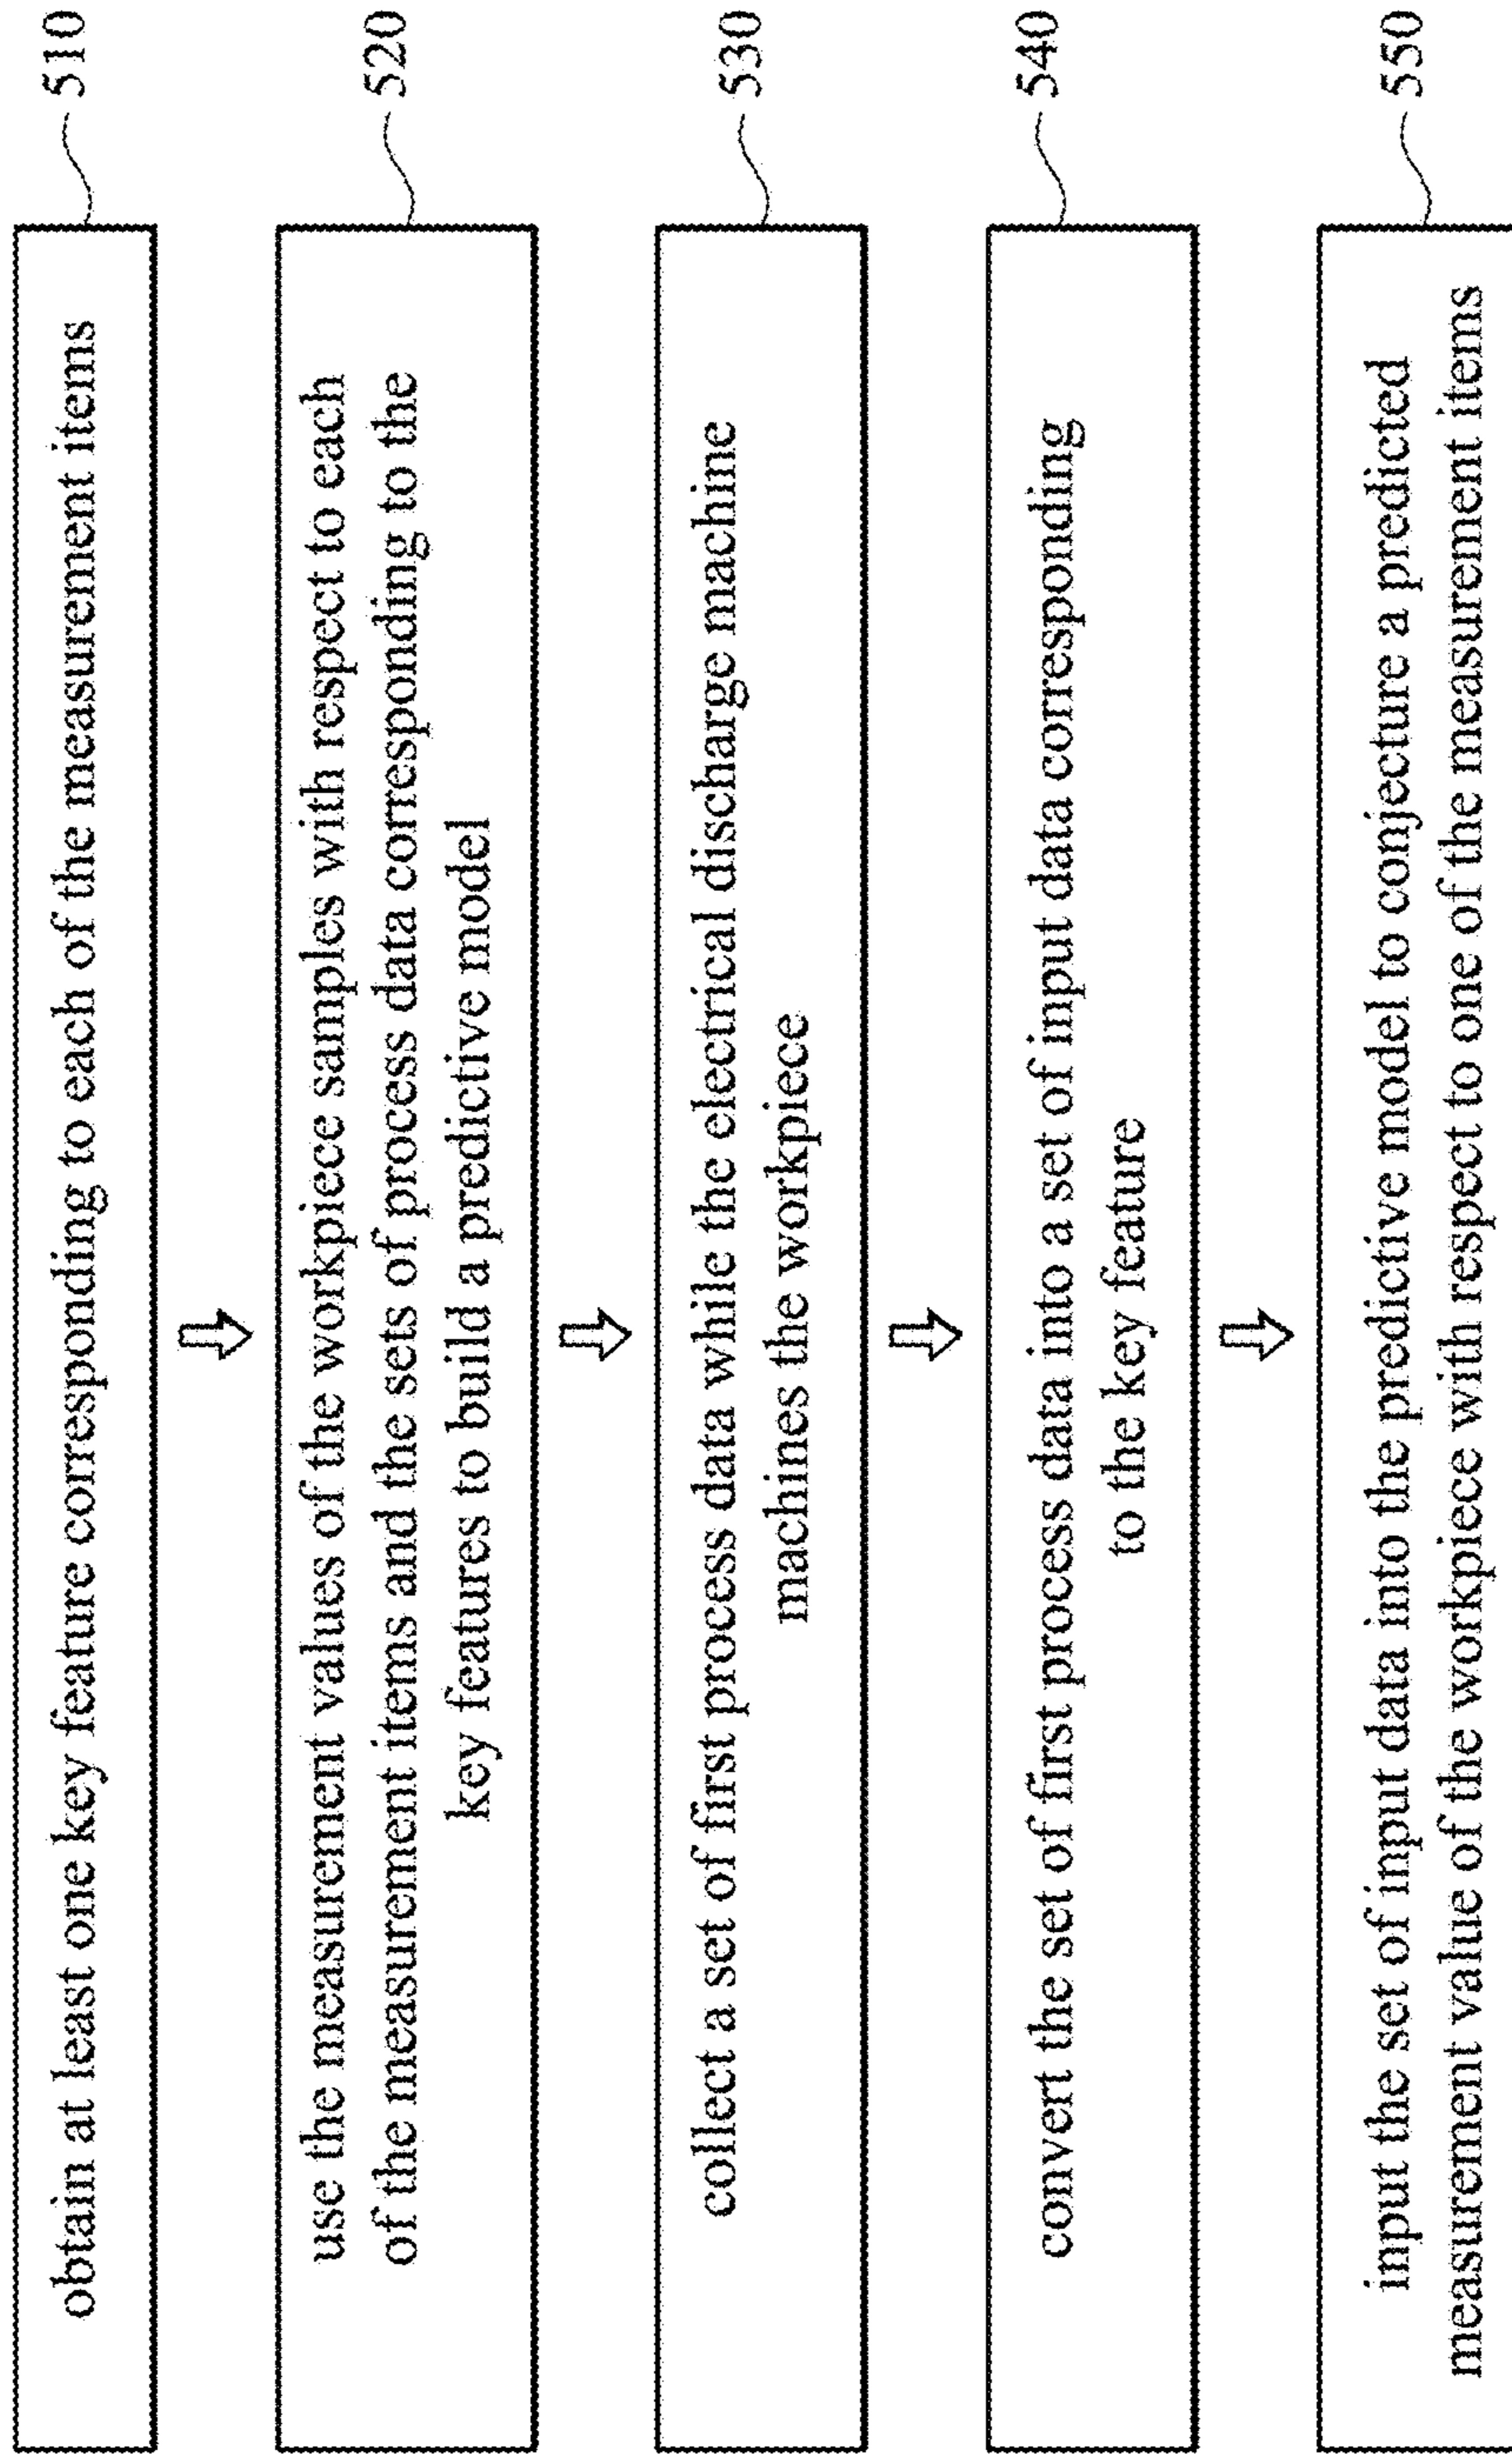 obtain at least one key feature corresponding to each of the measurement items
510
use the measurement values of the workpiece samples with respect to each
of the measurement items and the sets of process data corresponding to the
key features to build a predictive model
520
collect a set of first process data while the electrical discharge machine
machines the workpiece
530
convert the set of first process data into a set of input data corresponding
to the key feature
540
input the set of input data into the predictive model to conjecture a predicted
measurement value of the workpiece with respect to one of the measurement items
550